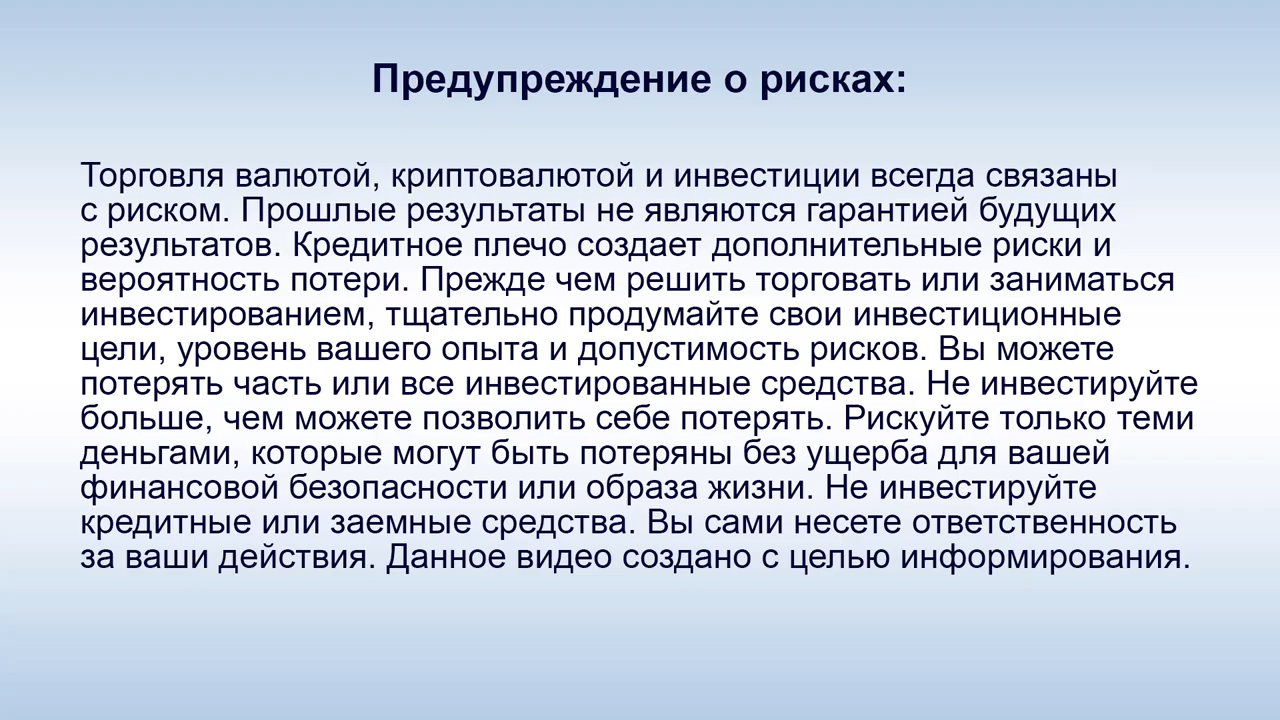 Предупреждение о рисках:
Торговля валютой, криптовалютой и инвестиции всегда связаны
с риском. Прошлые результаты не являются гарантией будущих
результатов. Кредитное плечо создает дополнительные риски и
вероятность потери. Прежде чем решить торговать или заниматься
инвестированием, тщательно продумайте свои инвестиционные
цели, уровень вашего опыта и допустимость рисков. Вы можете
потерять часть или все инвестированные средства. Не инвестируйте
больше, чем можете позволить себе потерять. Рискуйте только теми
деньгами, которые могут быть потеряны без ущерба для вашей
финансовой безопасности или образа жизни. Не инвестируйте
кредитные или заемные средства. Вы сами несете ответственность
за ваши действия. Данное видео создано с целью информирования.